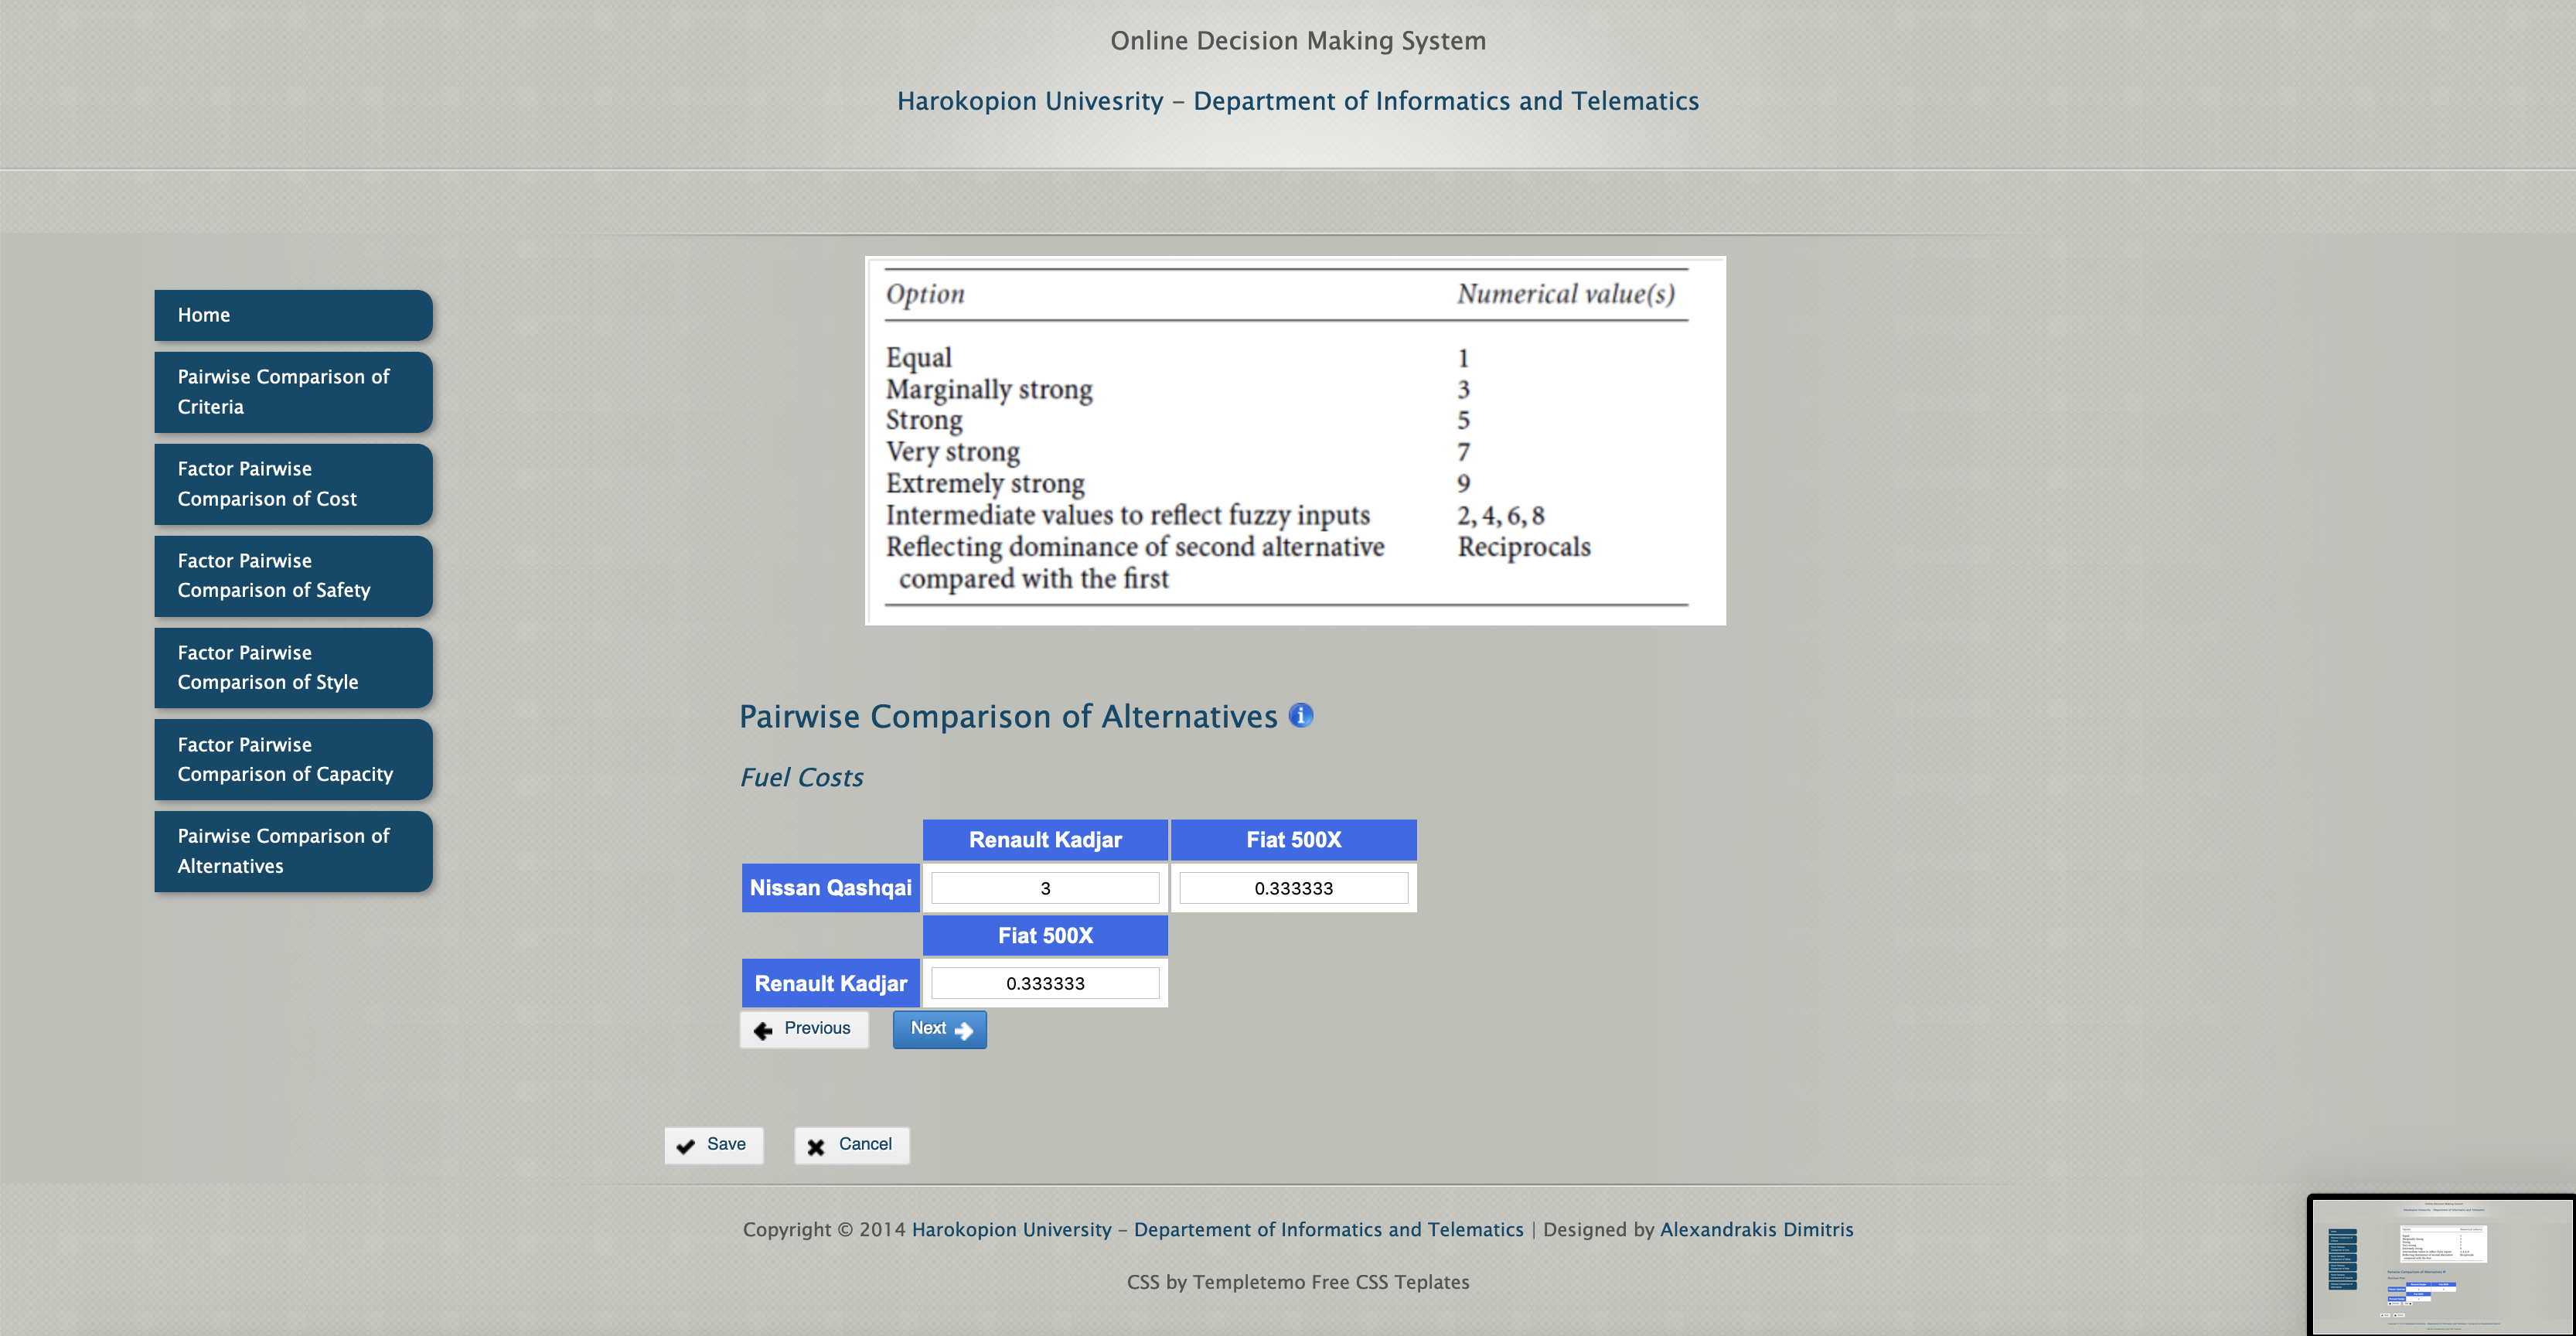 Online Decision Making System
Harokopion Univesrity – Department of Informatics and Telematics
Home
Pairwise Comparison of
Criteria
Factor Pairwise
Comparison of Cost
Factor Pairwise
Comparison of Safety
Factor Pairwise
Comparison of Style
Factor Pairwise
Comparison of Capacity
Pairwise Comparison of
Alternatives
Option Numerical value(s)
Equal 1
Marginally strong 3
Strong 5
Very strong 7
Extremely strong 9
Intermediate values to reflect fuzzy inputs 2, 4, 6, 8
Reflecting dominance of second alternative Reciprocals
compared with the first
Pairwise Comparison of Alternatives
Fuel Costs
Renault Kadjar Fiat 500X
Nissan Qashqai 3 0.333333
Fiat 500X
Renault Kadjar 0.333333
Previous Next
Save Cancel
Copyright © 2014 Harokopion University – Departement of Informatics and Telematics | Designed by Alexandrakis Dimitris
CSS by Templetemo Free CSS Teplates